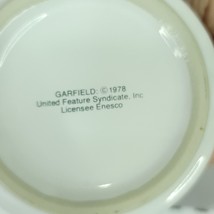 GARFIELD: © 1978
United Feature Syndicate, Inc.
Licensee Enesco